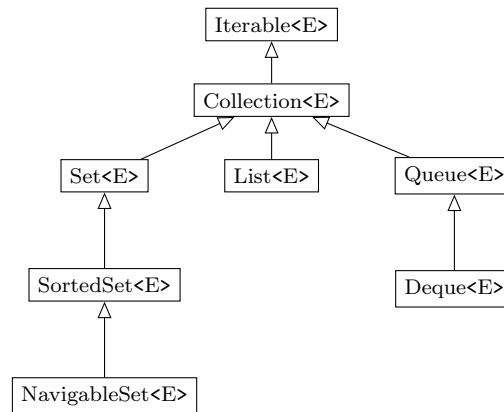 Iterable<E>
Collection<E>
Set<E>
List<E>
Queue<E>
SortedSet<E>
Deque<E>
NavigableSet<E>